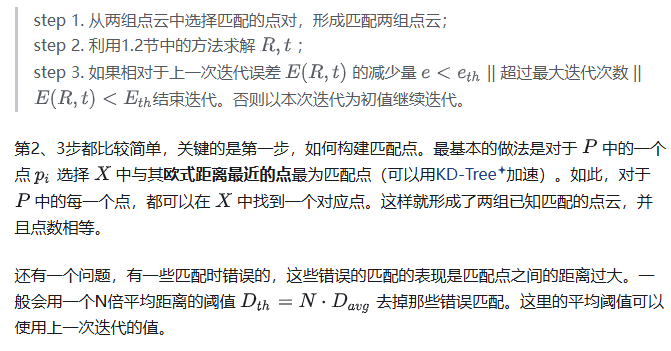 step 1. 从两组点云中选择匹配的点对，形成匹配两组点云；
step 2. 利用1.2节中的方法求解 R, t；
step 3. 如果相对于上一次迭代误差 E(R, t) 的减少量 e < e_th || 超过最大迭代次数 ||
E(R, t) < E_th结束迭代。否则以本次迭代为初值继续迭代。
第2、3步都比较简单，关键的是第一步，如何构建匹配点。最基本的做法是对于 P 中的一个
点 p_i 选择 X 中与其欧式距离最近的点最为匹配点（可以用KD-Tree加速）。如此，对于
P 中的每一个点，都可以在 X 中找到一个对应点。这样就形成了两组已知匹配的点云，并
且点数相等。
还有一个问题，有一些匹配时错误的，这些错误的匹配的表现是匹配点之间的距离过大。一
般会用一个N倍平均距离的阈值 D_th = N · D_avg 去掉那些错误匹配。这里的平均阈值可以
使用上一次迭代的值。